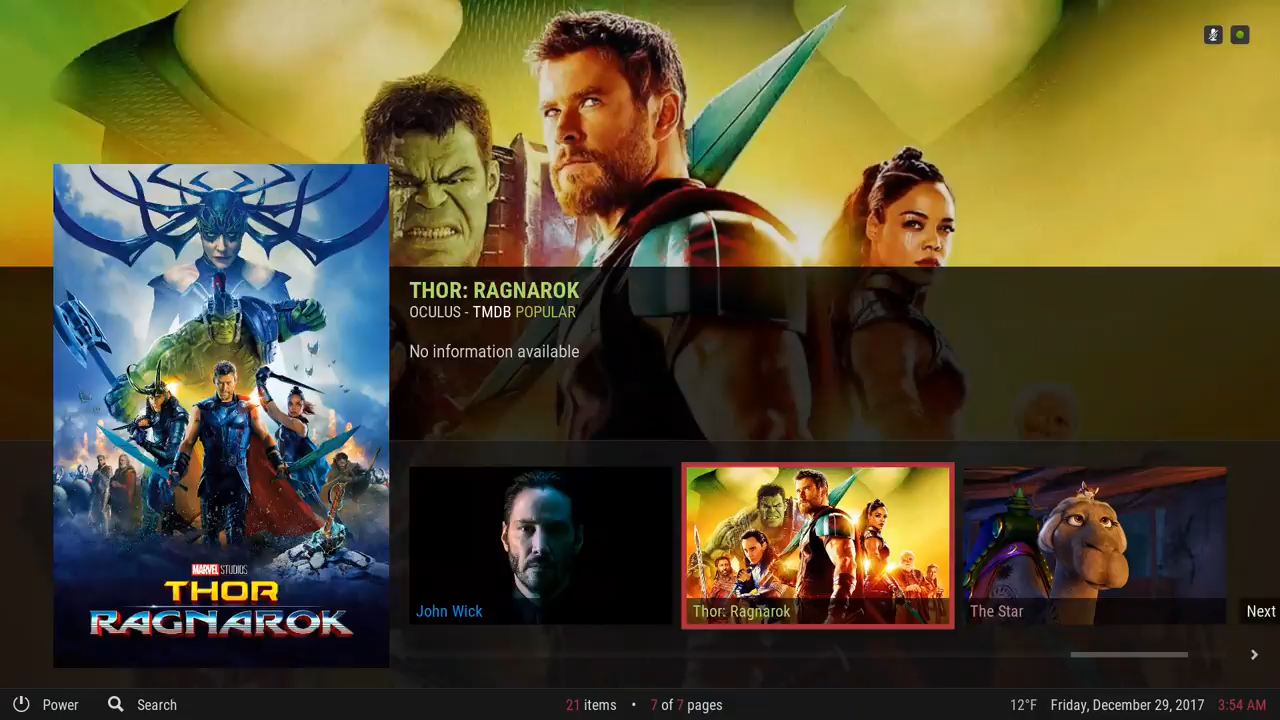 THOR: RAGNAROK
OCULUS - TMDB POPULAR
No information available
MARVEL STUDIOS
THOR
RAGNAROK
John Wick
Thor: Ragnarok
The Star
Next
Power
Search
21 items • 7 of 7 pages
12°F Friday, December 29, 2017 3:54 AM